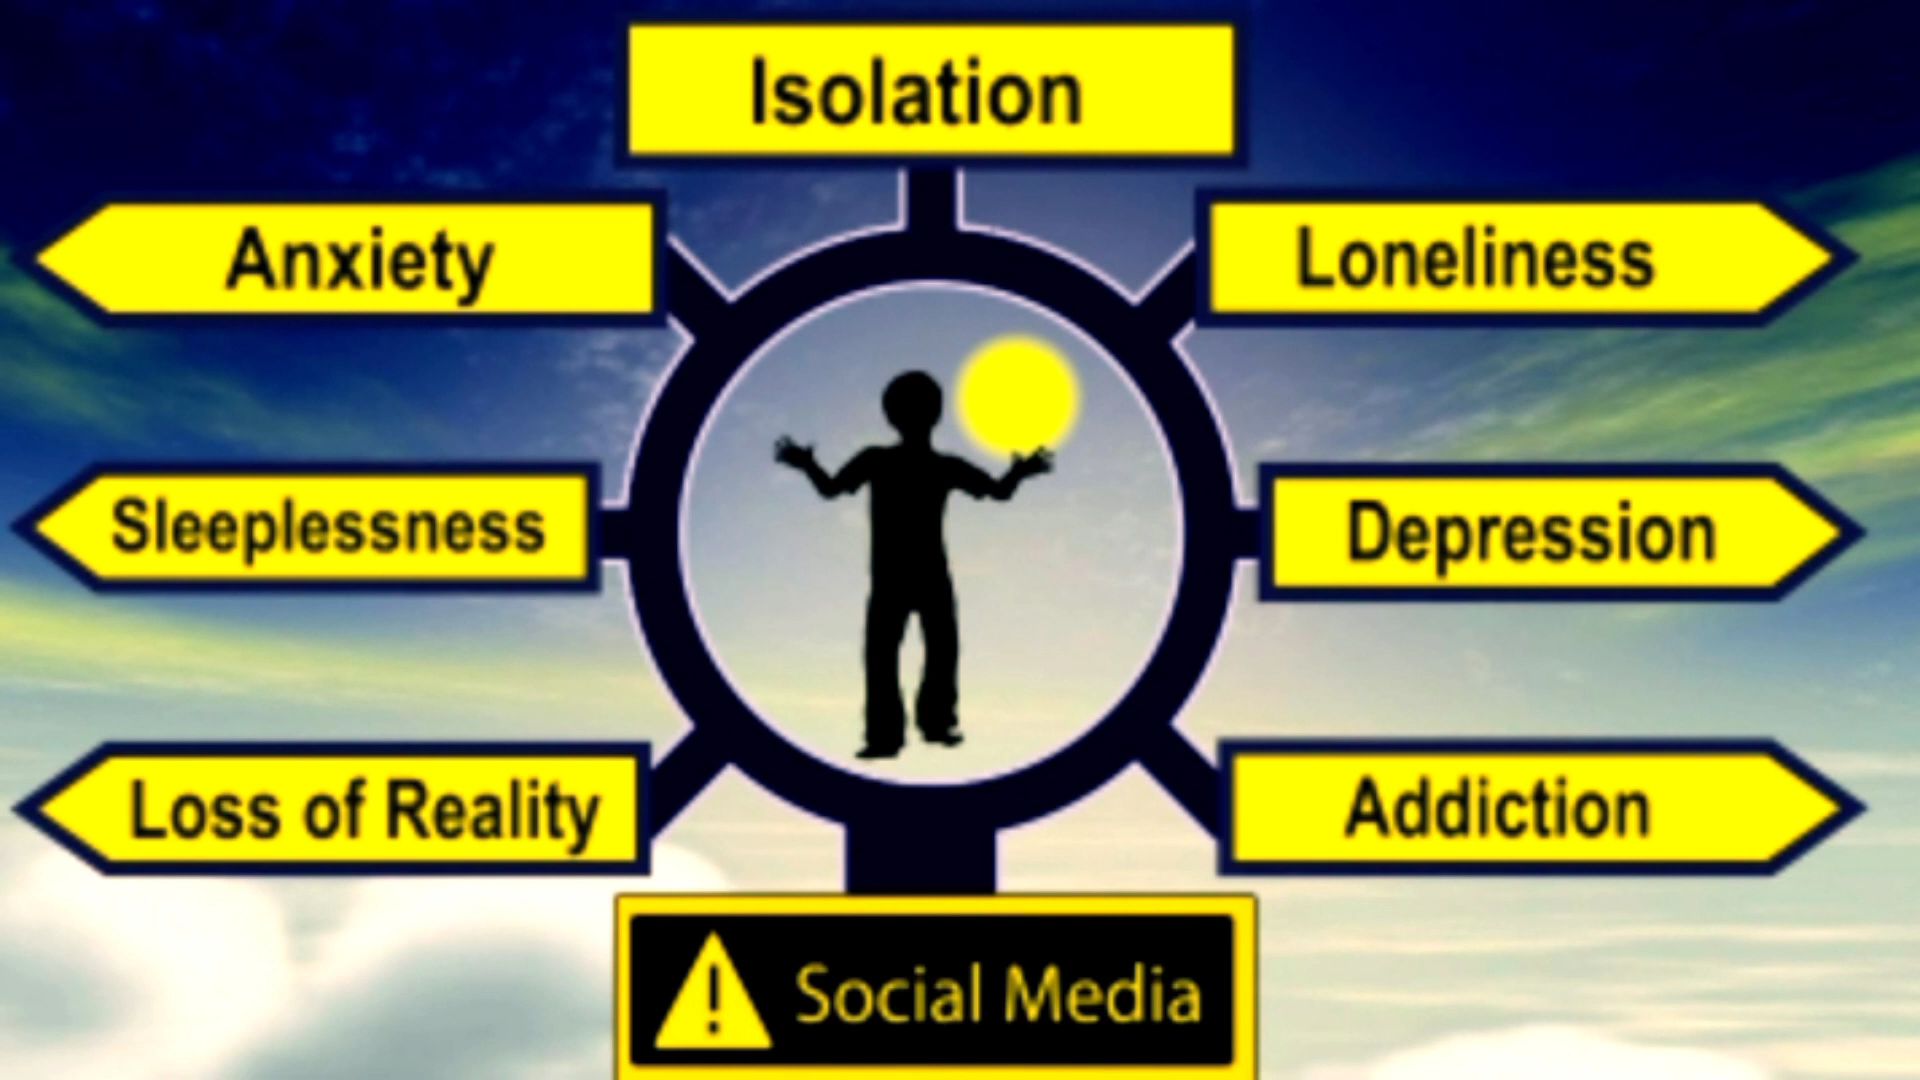 Isolation
Anxiety
Loneliness
Sleeplessness
Depression
Loss of Reality
Addiction
Social Media